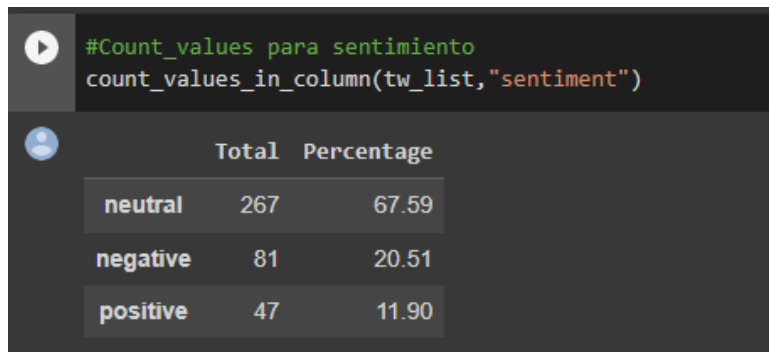 #Count_values para sentimiento
count_values_in_column(tw_list,"sentiment")
Total Percentage
neutral 267 67.59
negative 81 20.51
positive 47 11.90